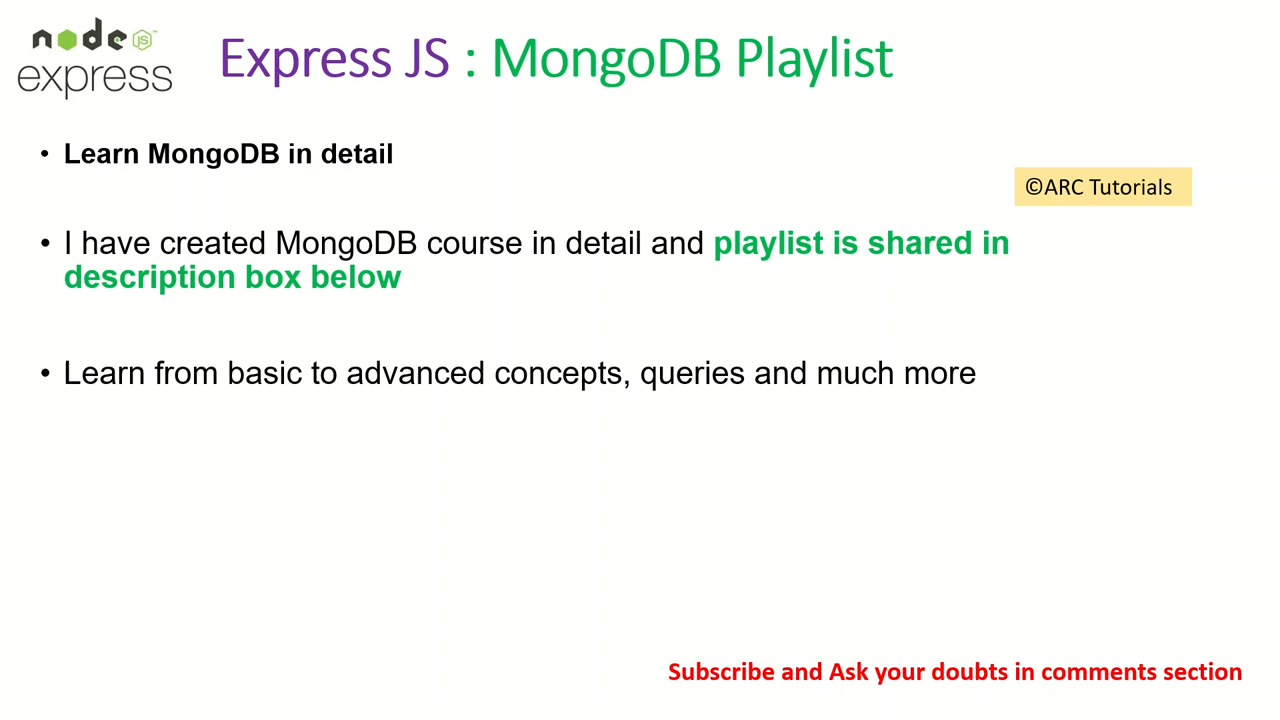 node JS
express
Express JS : MongoDB Playlist
• Learn MongoDB in detail
©ARC Tutorials
• I have created MongoDB course in detail and playlist is shared in
description box below
• Learn from basic to advanced concepts, queries and much more
Subscribe and Ask your doubts in comments section